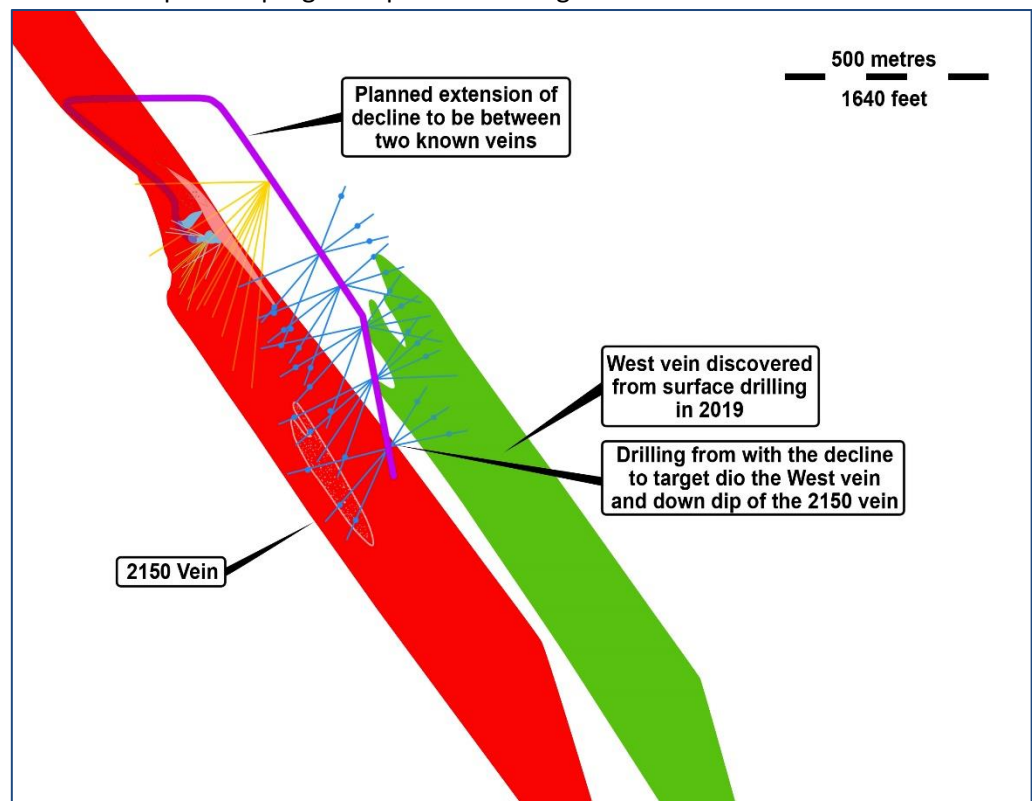 500 metres
1640 feet
Planned extension of
decline to be between
two known veins
West vein discovered
from surface drilling
in 2019
Drilling from with the decline
to target dio the West vein
and down dip of the 2150 vein
2150 Vein